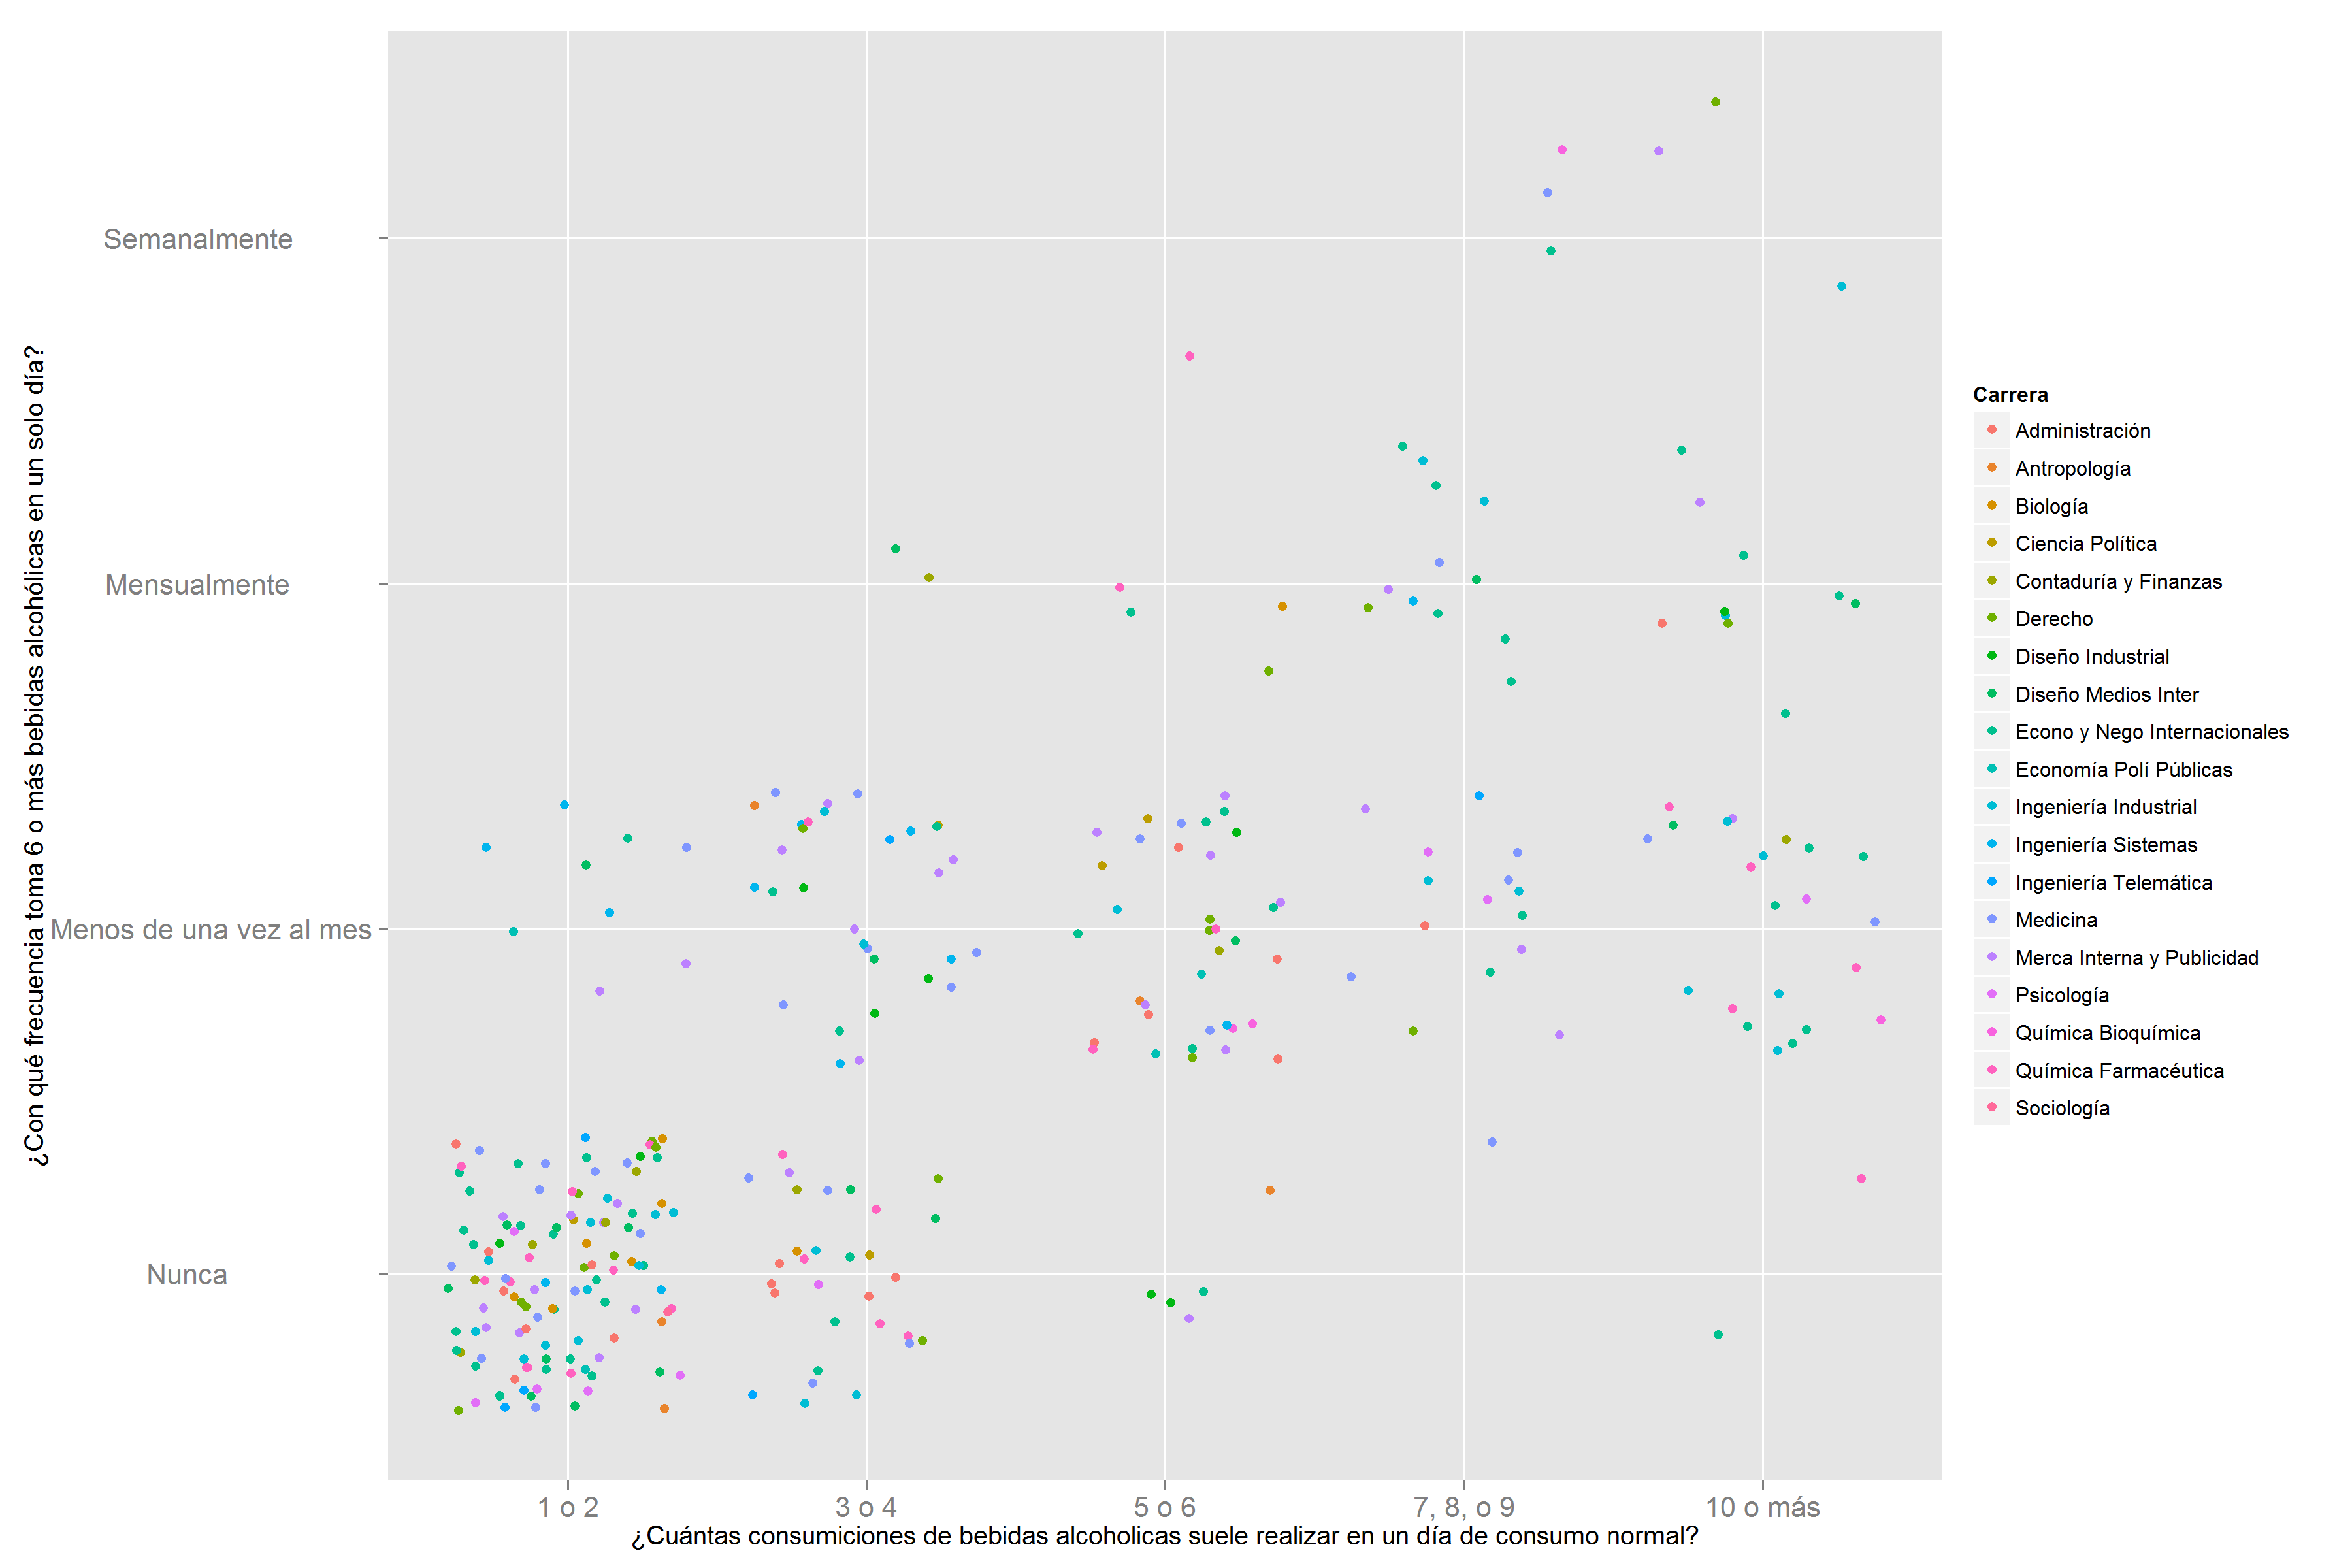 ¿Con qué frecuencia toma 6 o más bebidas alcohólicas en un solo día?
Semanalmente
Mensualmente
Menos de una vez al mes
Nunca
1 o 2
3 o 4
5 o 6
7, 8, o 9
10 o más
¿Cuántas consumiciones de bebidas alcoholicas suele realizar en un día de consumo normal?
Carrera
Administración
Antropología
Biología
Ciencia Política
Contaduría y Finanzas
Derecho
Diseño Industrial
Diseño Medios Inter
Econo y Nego Internacionales
Economía Polí Públicas
Ingeniería Industrial
Ingeniería Sistemas
Ingeniería Telemática
Medicina
Merca Interna y Publicidad
Psicología
Química Bioquímica
Química Farmacéutica
Sociología